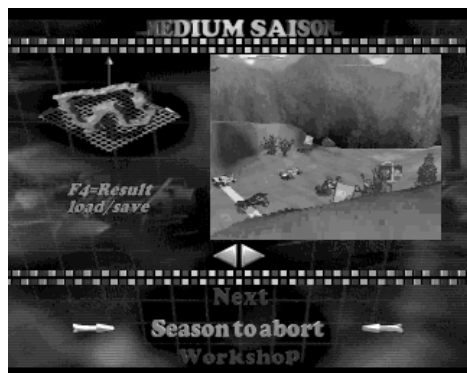 MEDIUM SAISON
F4=Result
load/save
Next
Season to abort
Workshop